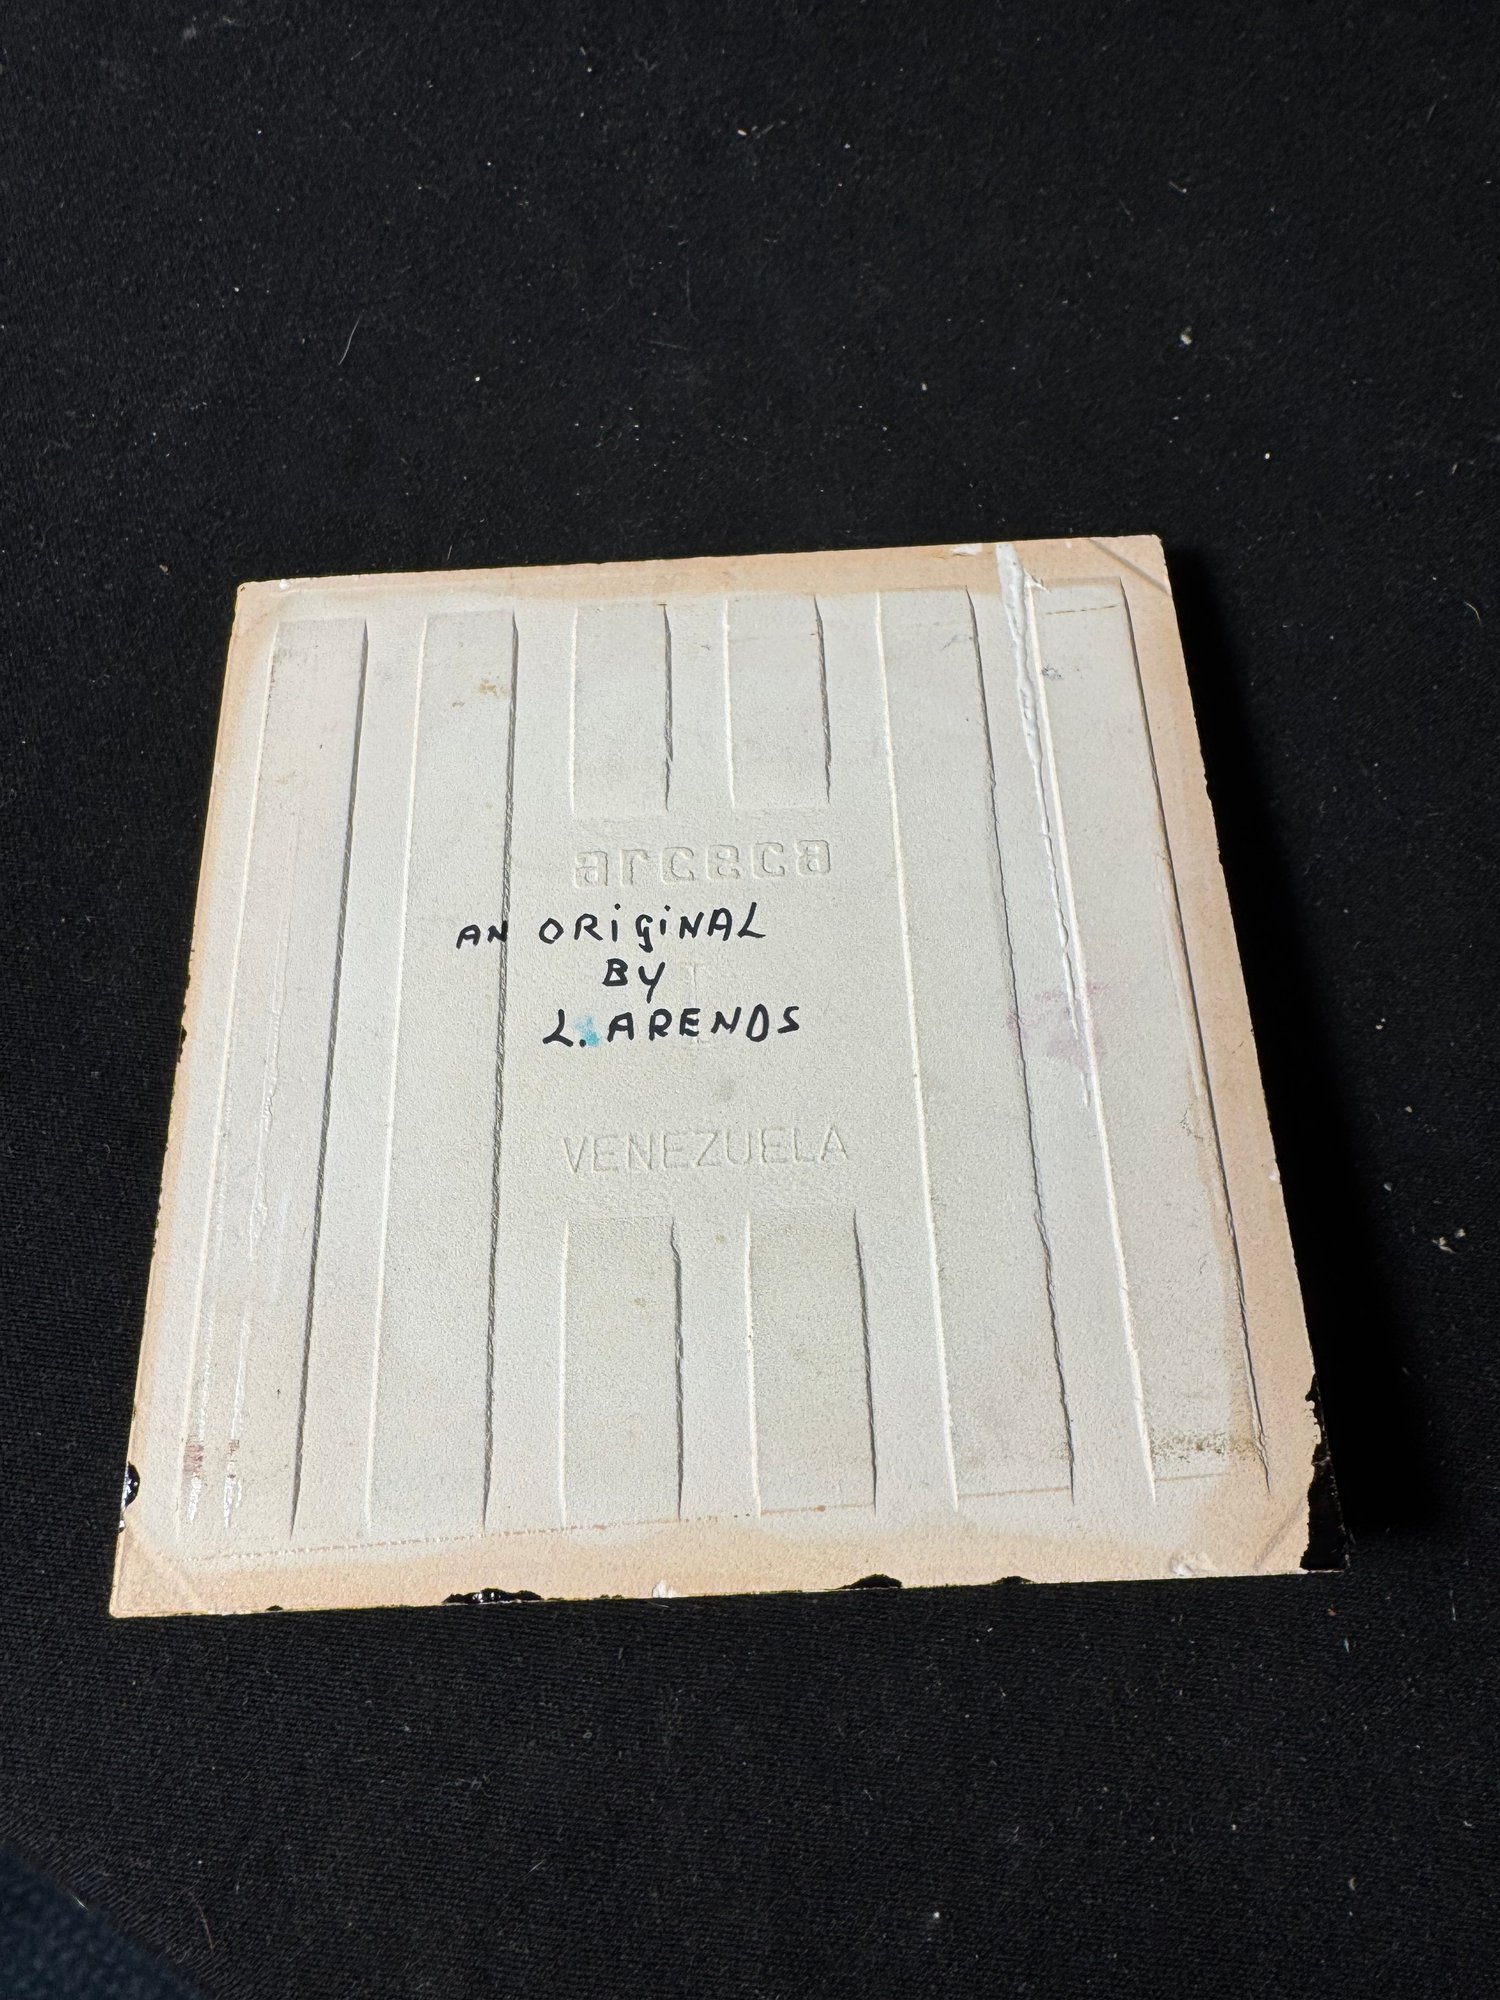 arceca
AN ORiGiNAL
BY
L. ARENDS
VENEZUELA